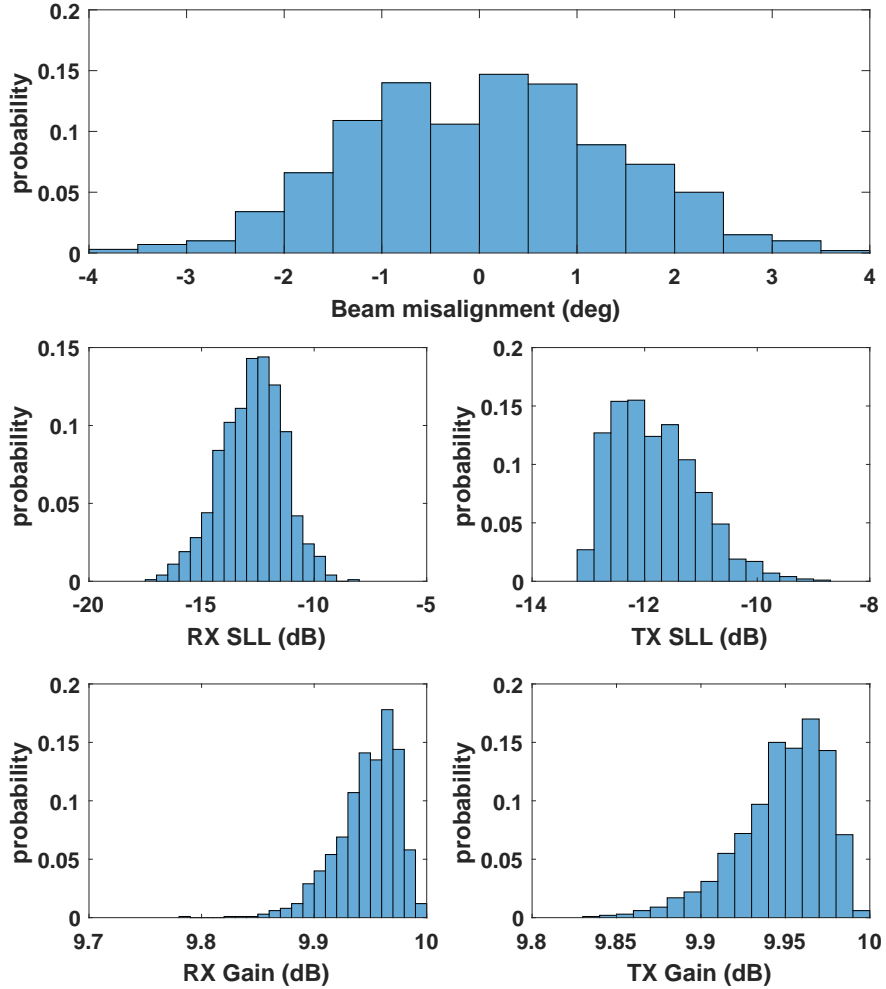 0.2
0.15
0.1
0.05
0
probability
-4 -3 -2 -1 0 1 2 3 4
Beam misalignment (deg)
0.15
0.1
0.05
0
probability
-20 -15 -10 -5
RX SLL (dB)
0.2
0.15
0.1
0.05
0
probability
-14 -12 -10 -8
TX SLL (dB)
0.2
0.15
0.1
0.05
0
probability
9.7 9.8 9.9 10
RX Gain (dB)
0.2
0.15
0.1
0.05
0
probability
9.8 9.85 9.9 9.95 10
TX Gain (dB)